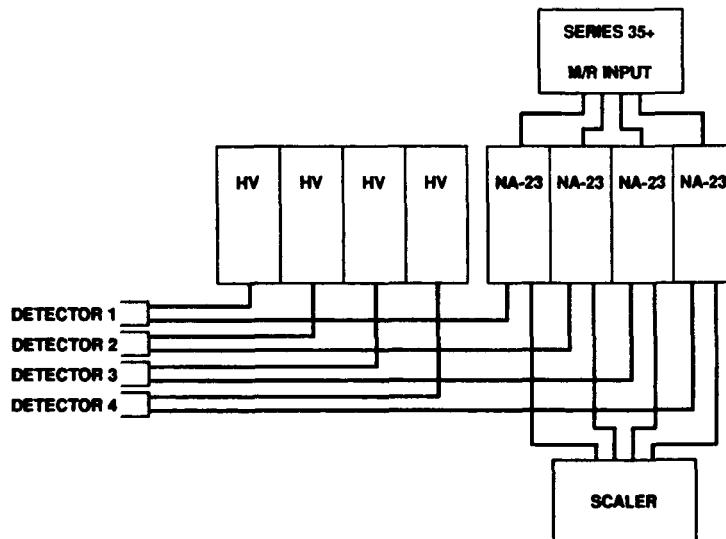 SERIES 35+
M/R INPUT
HV HV HV HV
NA-23 NA-23 NA-23 NA-23
DETECTOR 1
DETECTOR 2
DETECTOR 3
DETECTOR 4
SCALER